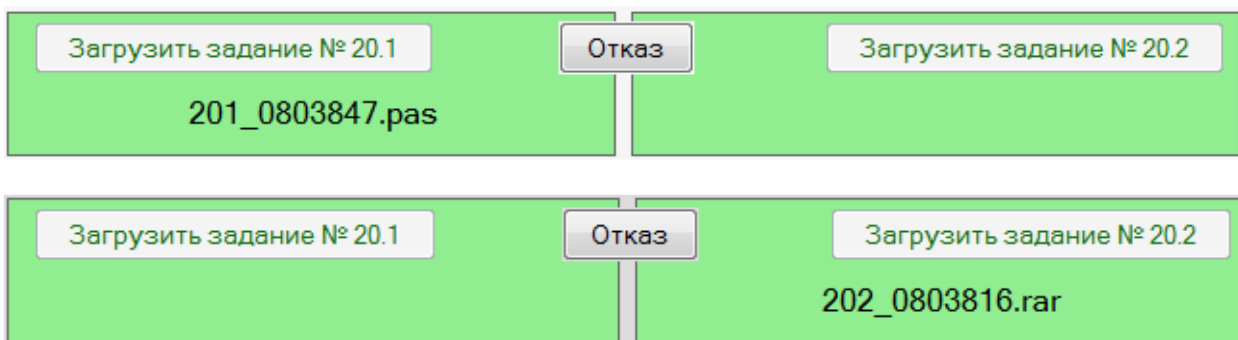 Загрузить задание № 20.1 Отказ Загрузить задание № 20.2
201_0803847.pas
Загрузить задание № 20.1 Отказ Загрузить задание № 20.2
202_0803816.rar